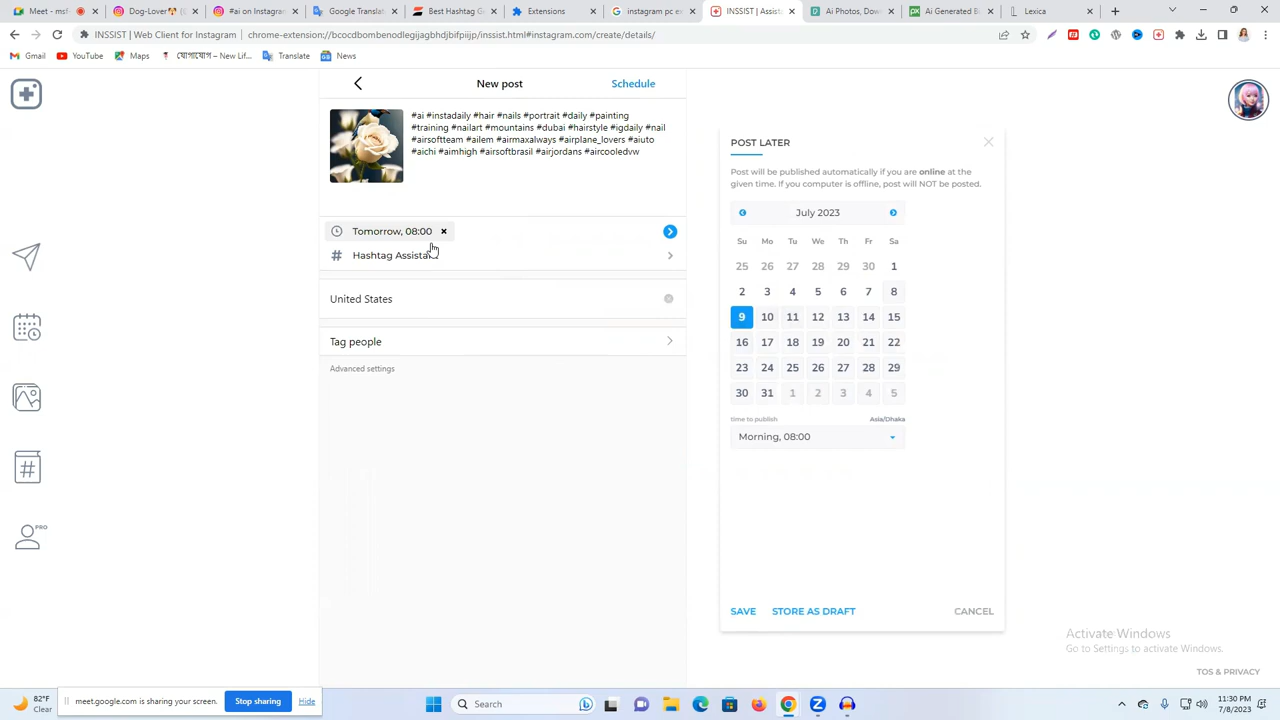 Meet -
Dog-Lover
#ai on Instagram
Google Translat
Best Hashtag G
Extensions
instagram pc e
INSSIST | Assist
Ai Photos, Dow
Ai Generated B
Lexica
INSSIST | Web Client for Instagram | chrome-extension://bcocdbombenodlegijagbhdjbifpiijp/inssist.html#instagram.com/create/details/
Gmail YouTube Maps যোগাযোগ – New Lin... Translate News
New post
Schedule
#ai #instadaily #hair #nails #portrait #daily #painting
#training #nailart #mountains #dubai #hairstyle #igdaily #nail
#airsoftteam #ailem #airmaxalways #airplane_lovers #aiuto
#aichi #aimhigh #airsoftbrasil #airjordans #aircooledvw
Tomorrow, 08:00
# Hashtag Assistant
United States
Tag people
Advanced settings
PRO
POST LATER
Post will be published automatically if you are online at the
given time. If you computer is offline, post will NOT be posted.
July 2023
Su Mo Tu We Th Fr Sa
25 26 27 28 29 30 1
2 3 4 5 6 7 8
9 10 11 12 13 14 15
16 17 18 19 20 21 22
23 24 25 26 27 28 29
30 31 1 2 3 4 5
time to publish Asia/Dhaka
Morning, 08:00
SAVE STORE AS DRAFT CANCEL
Activate Windows
Go to Settings to activate Windows.
TOS & PRIVACY
82°F
Clear
meet.google.com is sharing your screen.
Stop sharing
Hide
Search
11:30 PM
7/8/2023